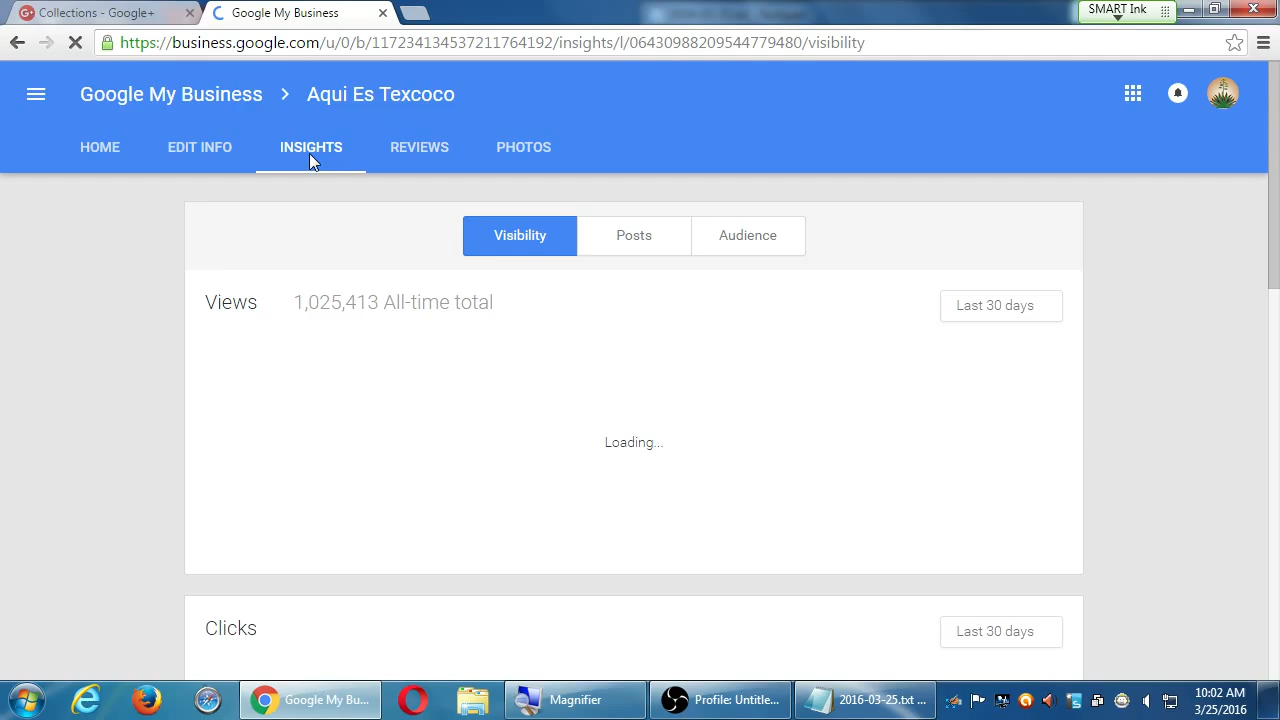 Collections - Google+
Google My Business
SMART Ink
https://business.google.com/u/0/b/117234134537211764192/insights/l/06430988209544779480/visibility
Google My Business > Aqui Es Texcoco
HOME EDIT INFO INSIGHTS REVIEWS PHOTOS
Visibility Posts Audience
Views 1,025,413 All-time total Last 30 days
Loading...
Clicks Last 30 days
Google My Bu... Magnifier Profile: Untitle... 2016-03-25.txt ...
10:02 AM
3/25/2016